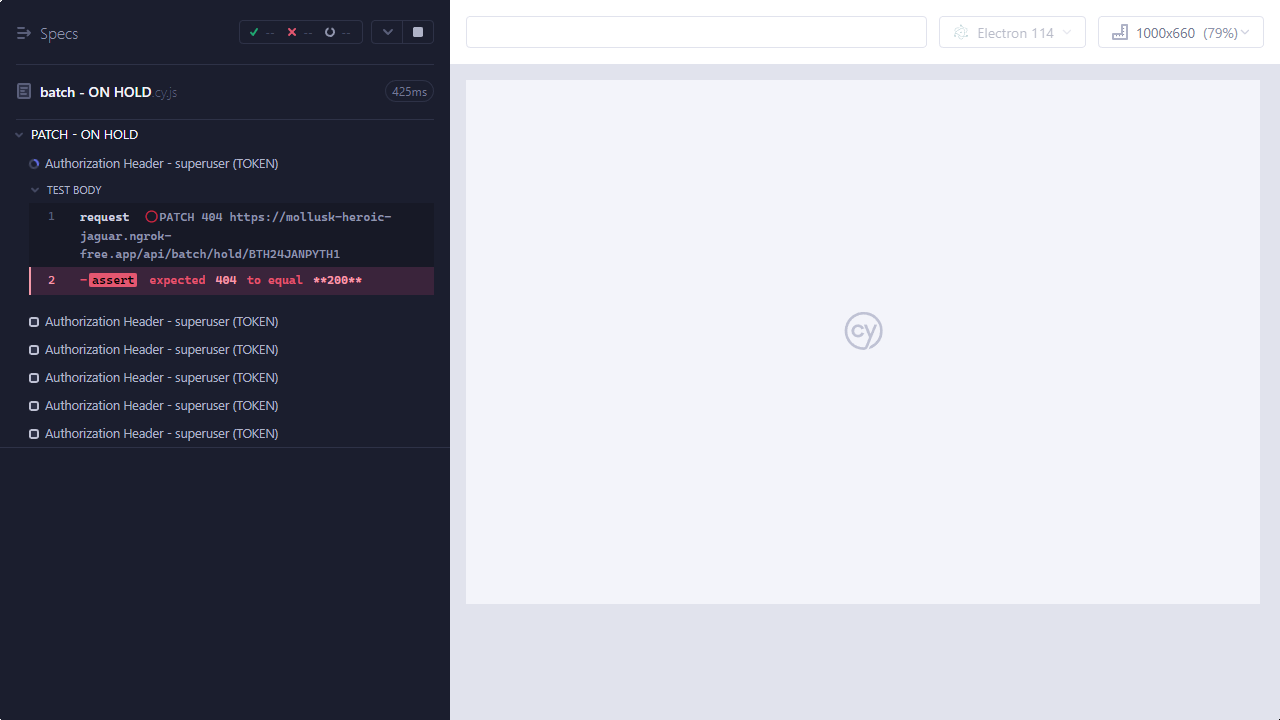 Specs
--
--
--
Electron 114
1000x660 (79%)
batch - ON HOLD cy.js
425ms
PATCH - ON HOLD
Authorization Header - superuser (TOKEN)
TEST BODY
1 request PATCH 404 https://mollusk-heroic-
jaguar.ngrok-
free.app/api/batch/hold/BTH24JANPYTH1
2 -assert expected 404 to equal **200**
Authorization Header - superuser (TOKEN)
Authorization Header - superuser (TOKEN)
Authorization Header - superuser (TOKEN)
Authorization Header - superuser (TOKEN)
Authorization Header - superuser (TOKEN)
cy